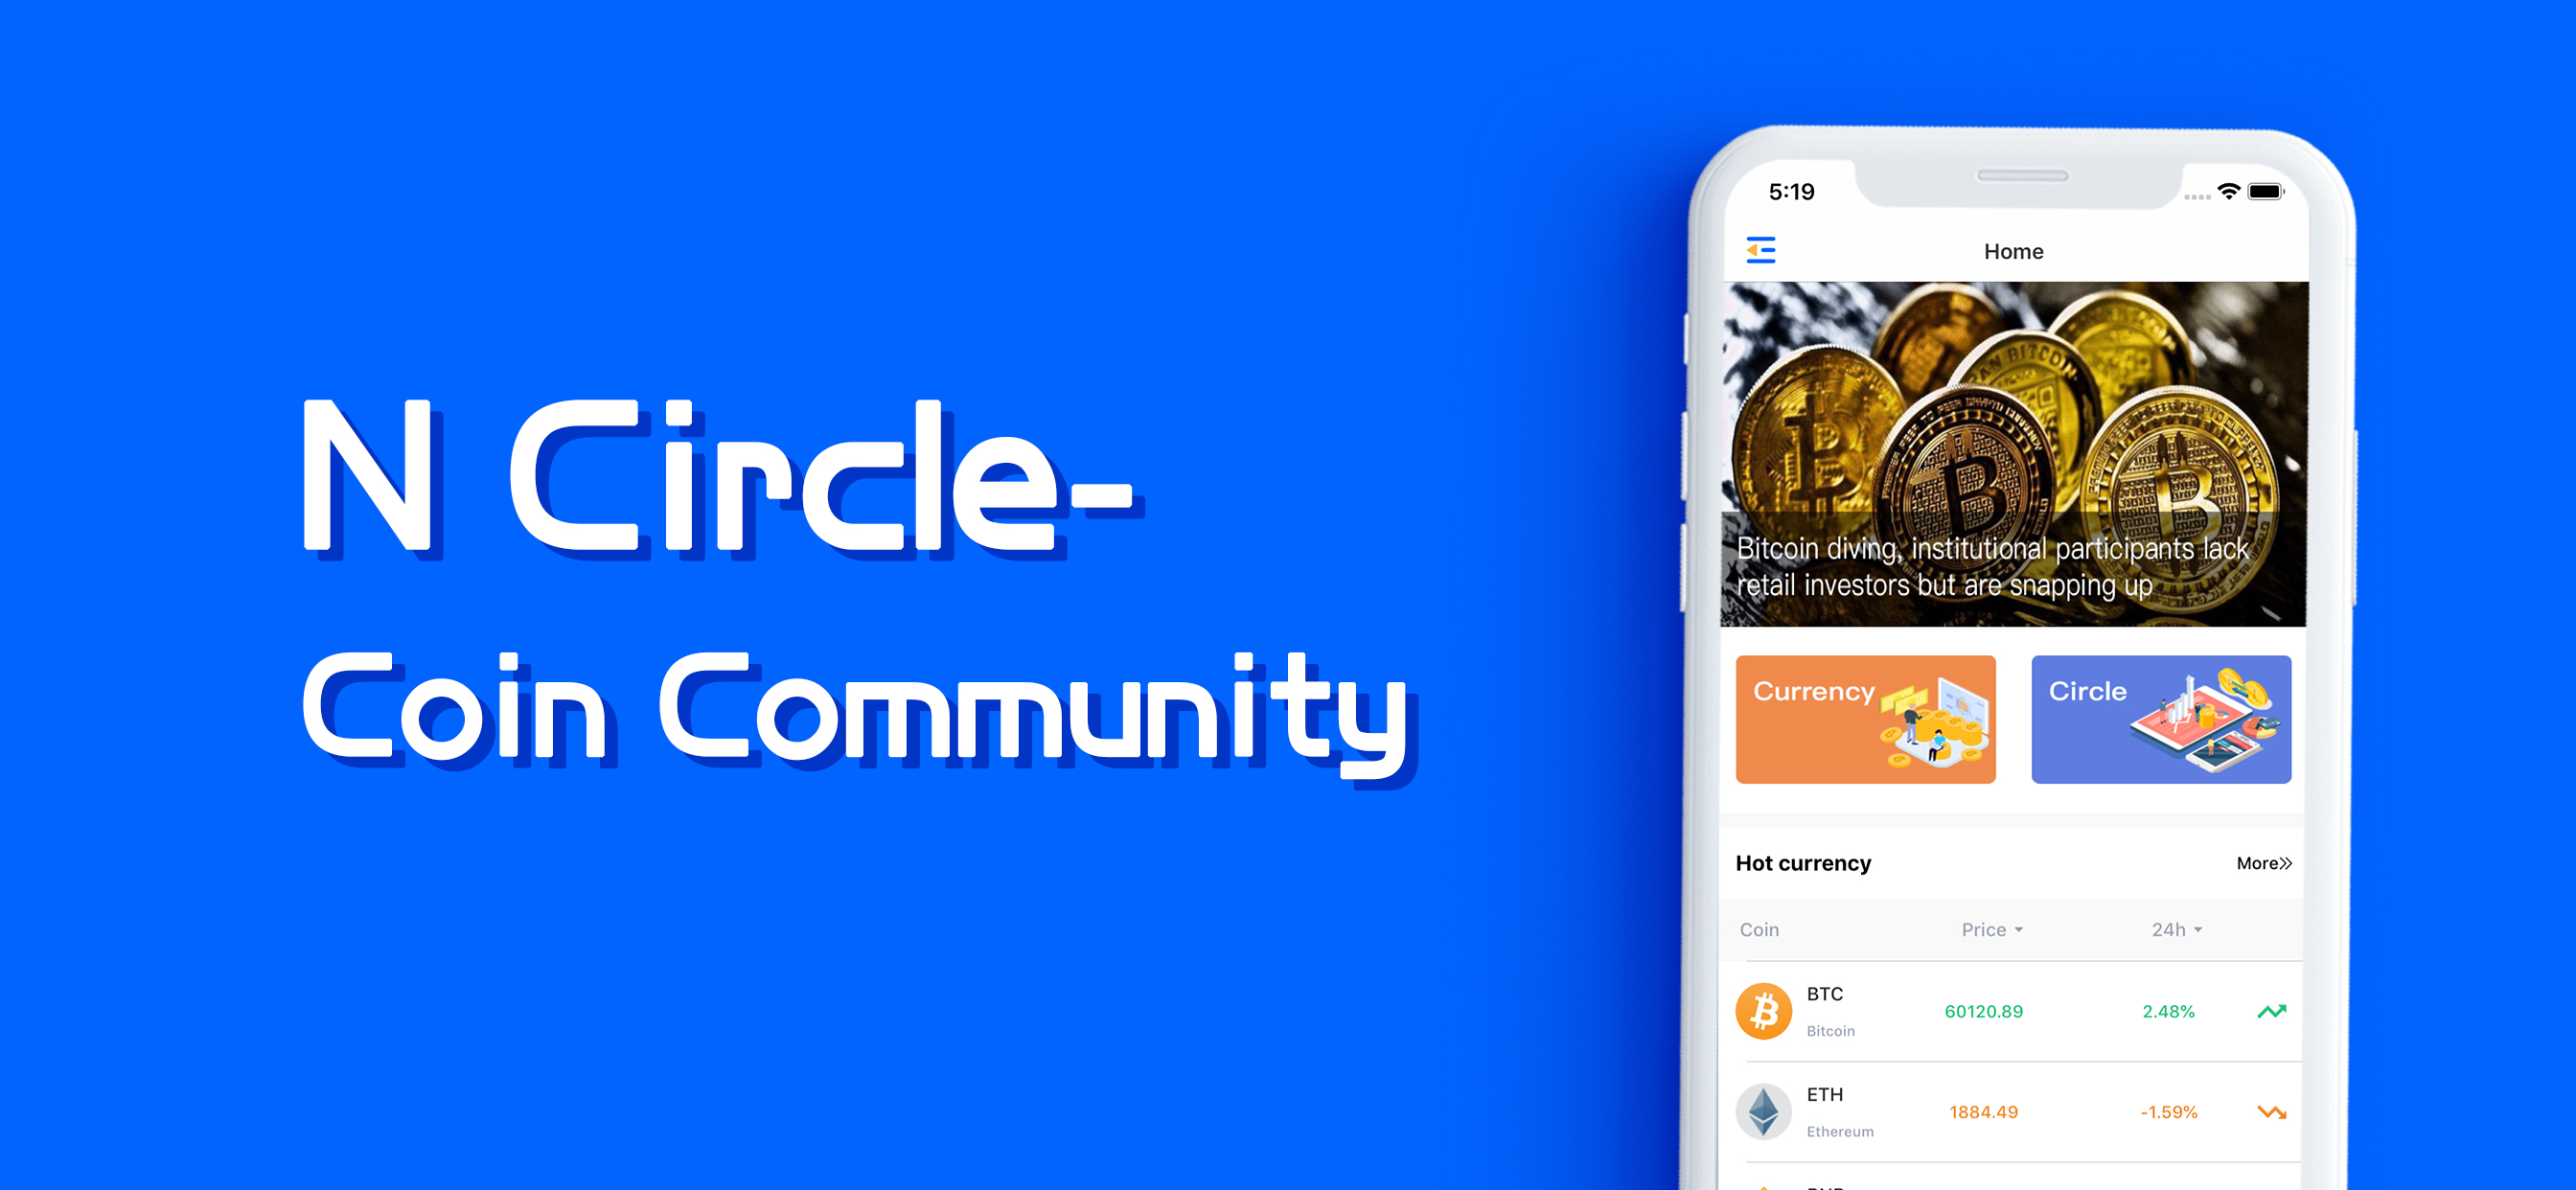 N Circle-
Coin Community
5:19
Home
BITCOIN
Bitcoin diving, institutional participants lack
retail investors but are snapping up
Currency
Circle
Hot currency
More»
Coin
Price
24h
BTC
60120.89
2.48%
Bitcoin
ETH
1884.49
-1.59%
Ethereum